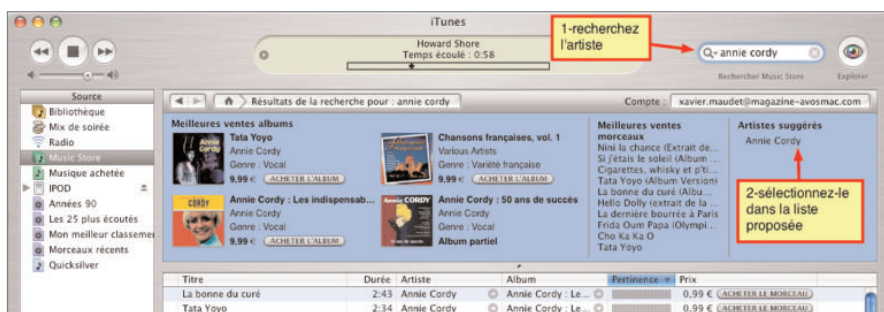 iTunes
Howard Shore
Temps écoulé : 0:58
1-recherchez
l'artiste
annie cordy
Rechercher Music Store
Explorer
Source
Bibliothèque
Mix de soirée
Radio
Music Store
Musique achetée
IPOD
Années 90
Les 25 plus écoutés
Mon meilleur classemer
Morceaux récents
Quicksilver
Résultats de la recherche pour : annie cordy
Compte :
xavier.maudet@magazine-avosmac.com
Meilleures ventes albums
Tata Yoyo
Annie Cordy
Genre : Vocal
9,99 € ACHETER L'ALBUM
Chansons françaises, vol. 1
Various Artists
Genre : Variété française
9,99 € ACHETER L'ALBUM
CORDY
Annie Cordy : Les indispensab...
Annie Cordy
Genre : Vocal
9,99 € ACHETER L'ALBUM
Annie CORDY
Annie Cordy : 50 ans de succès
Annie Cordy
Genre : Vocal
Album partiel
Meilleures ventes
morceaux
Nini la chance (Extrait de...
Si j'étais le soleil (Album ...
Cigarettes, whisky et p'ti...
Tata Yoyo (Album Version)
La bonne du curé (Albu...
Hello Dolly (extrait de la ...
La dernière bourrée à Paris
Frida Oum Papa (Olympi...
Cho Ka Ka O
Tata Yoyo
Artistes suggérés
Annie Cordy
2-sélectionnez-le
dans la liste
proposée
Titre Durée Artiste Album Pertinence Prix
La bonne du curé 2:43 Annie Cordy Annie Cordy : Le... 0,99 € ACHETER LE MORCEAU
Tata Yoyo 2:34 Annie Cordy Annie Cordy : Le... 0,99 € ACHETER LE MORCEAU